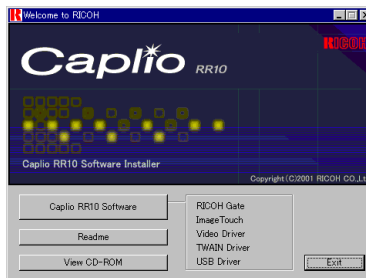 Welcome to RICOH
RICOH
Caplio RR10
Caplio RR10 Software Installer
Copyright (C)2001 RICOH CO.,Lt
Caplio RR10 Software
Readme
View CD-ROM
RICOH Gate
ImageTouch
Video Driver
TWAIN Driver
USB Driver
Exit